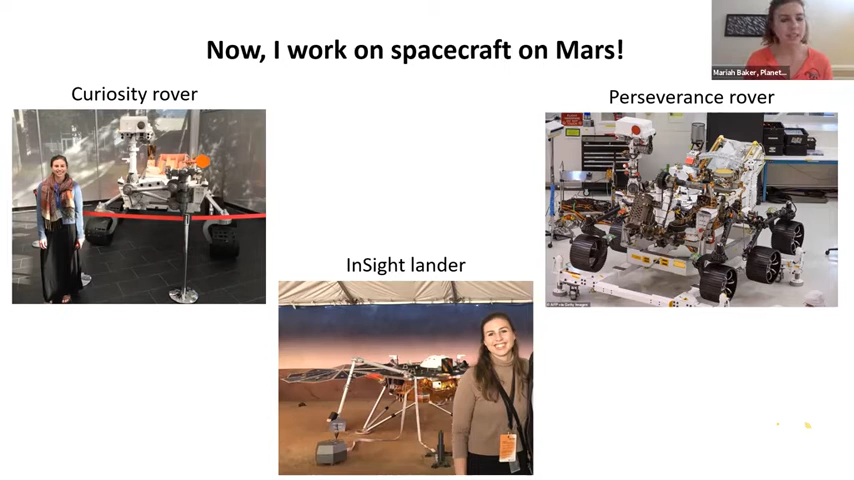 Now, I work on spacecraft on Mars!
Mariah Baker, Planet...
Curiosity rover
Perseverance rover
InSight lander